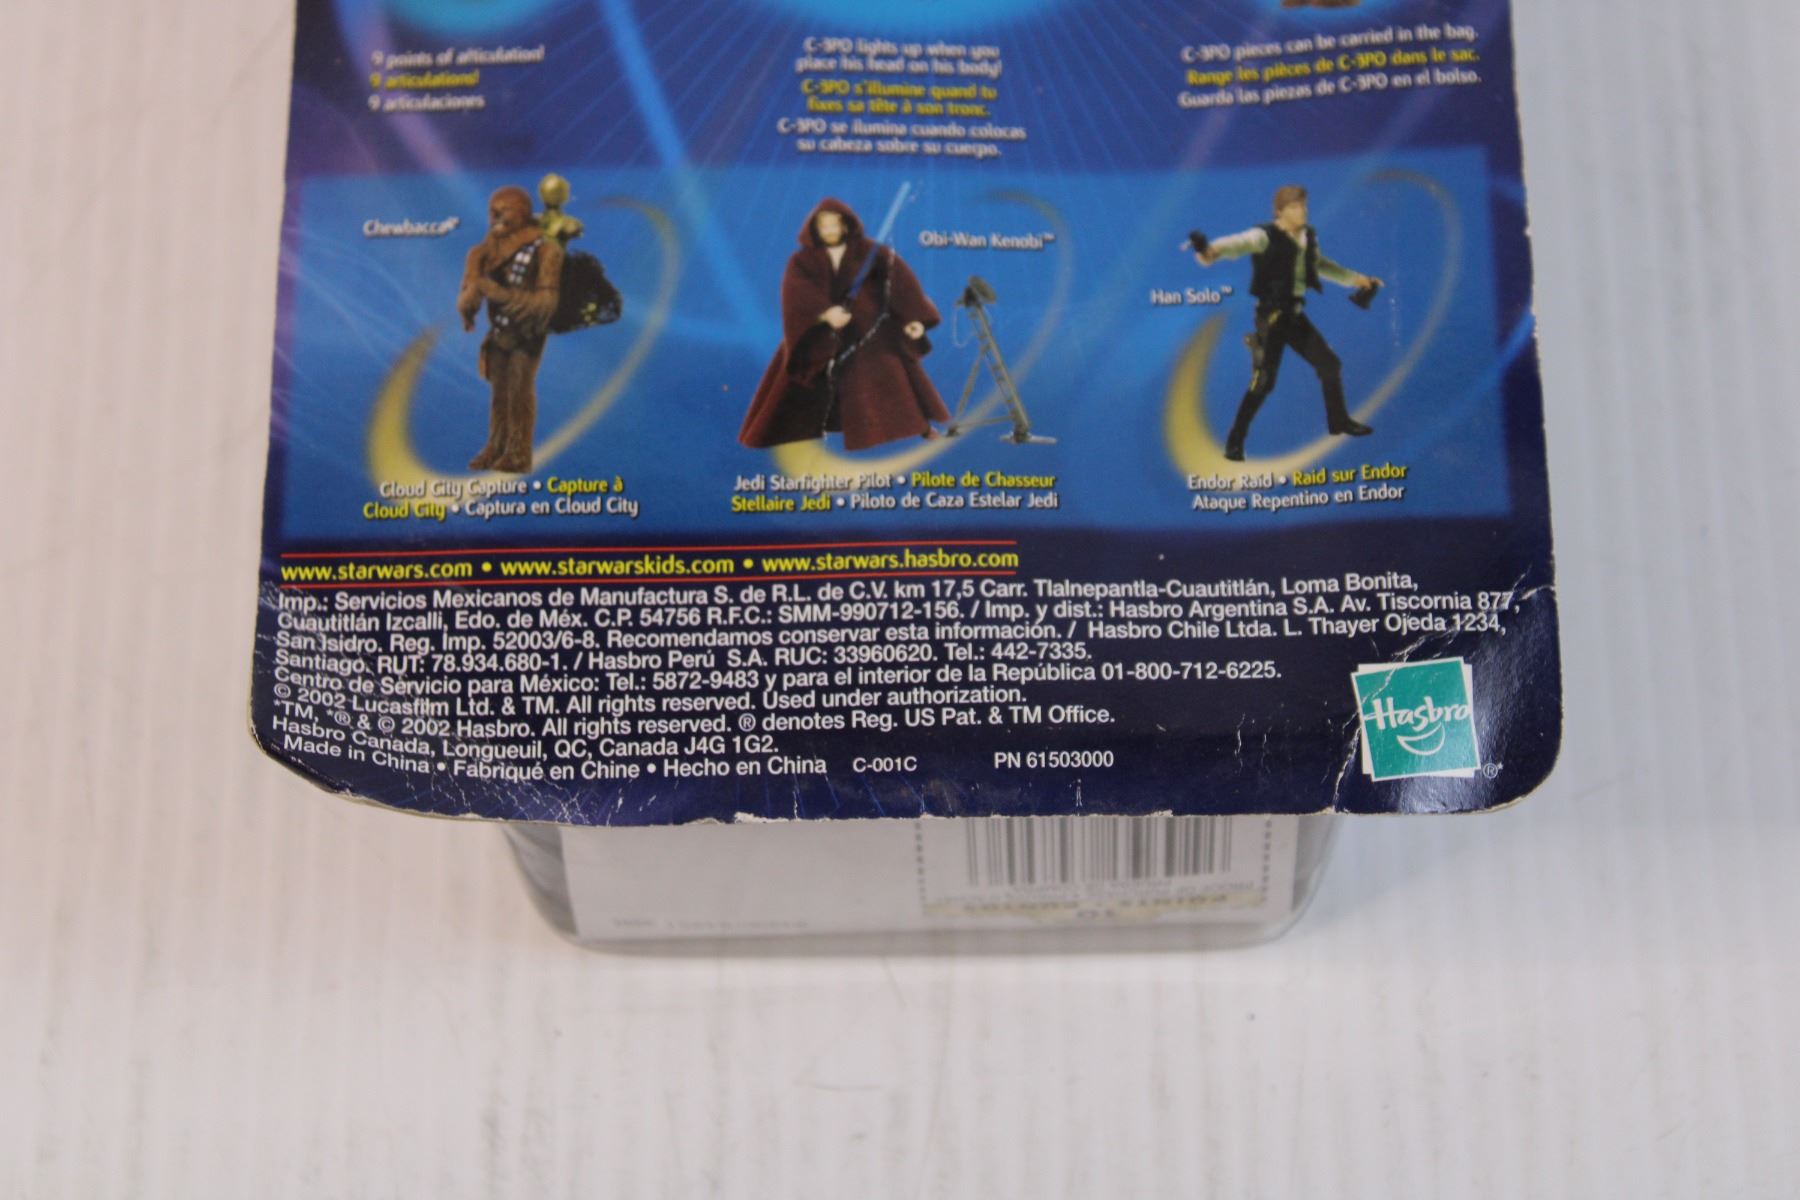 9 points of articulation!
9 articulations!
9 articulaciones
C-3PO lights up when you
place his head on his body!
C-3PO s'illumine quand tu
fixes sa tête à son tronc.
C-3PO se ilumina cuando colocas
su cabeza sobre su cuerpo.
C-3PO pieces can be carried in the bag.
Range les pièces de C-3PO dans le sac.
Guarda las piezas de C-3PO en el bolso.
Chewbacca®
Obi-Wan Kenobi™
Han Solo™
Cloud City Capture • Capture à
Cloud City • Captura en Cloud City
Jedi Starfighter Pilot • Pilote de Chasseur
Stellaire Jedi • Piloto de Caza Estelar Jedi
Endor Raid • Raid sur Endor
Ataque Repentino en Endor
www.starwars.com • www.starwarskids.com • www.starwars.hasbro.com
Imp.: Servicios Mexicanos de Manufactura S. de R.L. de C.V. km 17,5 Carr. Tlalnepantla-Cuautitlán, Loma Bonita,
Cuautitlán Izcalli, Edo. de Méx. C.P. 54756 R.F.C.: SMM-990712-156. / Imp. y dist.: Hasbro Argentina S.A. Av. Tiscornia 877,
San Isidro. Reg. Imp. 52003/6-8. Recomendamos conservar esta información. / Hasbro Chile Ltda. L. Thayer Ojeda 1234,
Santiago. RUT: 78.934.680-1. / Hasbro Perú S.A. RUC: 33960620. Tel.: 442-7335.
Centro de Servicio para México: Tel.: 5872-9483 y para el interior de la República 01-800-712-6225.
© 2002 Lucasfilm Ltd. & TM. All rights reserved. Used under authorization.
*TM, *® & © 2002 Hasbro. All rights reserved. ® denotes Reg. US Pat. & TM Office.
Hasbro Canada, Longueuil, QC, Canada J4G 1G2.
Made in China • Fabriqué en Chine • Hecho en China C-001C PN 61503000
Hasbro
®*